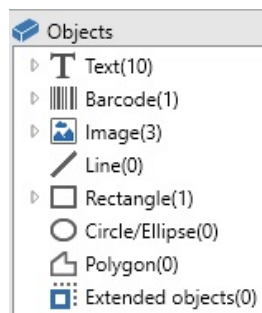 Objects
Text(10)
Barcode(1)
Image(3)
Line(0)
Rectangle(1)
Circle/Ellipse(0)
Polygon(0)
Extended objects(0)